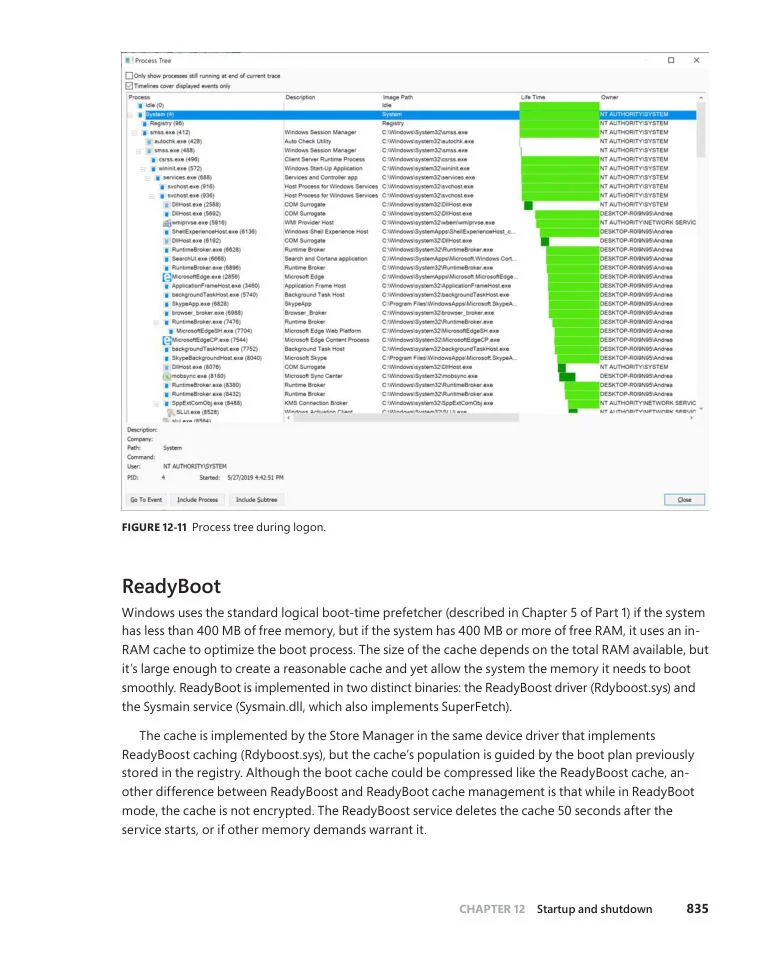 Process Tree
Only show processes still running at end of current trace
Timelines cover displayed events only
Process Description Image Path Life Time Owner
Idle (0) Idle
System (4) System NT AUTHORITY\SYSTEM
Registry (96) Registry NT AUTHORITY\SYSTEM
smss.exe (412) Windows Session Manager C:\Windows\system32\smss.exe NT AUTHORITY\SYSTEM
autochk.exe (428) Auto Check Utility C:\Windows\system32\autochk.exe NT AUTHORITY\SYSTEM
smss.exe (488) Windows Session Manager C:\Windows\System32\smss.exe NT AUTHORITY\SYSTEM
csrss.exe (496) Client Server Runtime Process C:\Windows\system32\csrss.exe NT AUTHORITY\SYSTEM
wininit.exe (572) Windows Start-Up Application C:\Windows\system32\wininit.exe NT AUTHORITY\SYSTEM
services.exe (688) Services and Controller app C:\Windows\system32\services.exe NT AUTHORITY\SYSTEM
svchost.exe (916) Host Process for Windows Services C:\Windows\system32\svchost.exe NT AUTHORITY\SYSTEM
svchost.exe (936) Host Process for Windows Services C:\Windows\system32\svchost.exe NT AUTHORITY\SYSTEM
DllHost.exe (2588) COM Surrogate C:\Windows\system32\DllHost.exe NT AUTHORITY\SYSTEM
DllHost.exe (5692) COM Surrogate C:\Windows\system32\DllHost.exe DESKTOP-R0I9N95\Andrea
wmiprvse.exe (5916) WMI Provider Host C:\Windows\system32\wbem\wmiprvse.exe NT AUTHORITY\NETWORK SERVIC
ShellExperienceHost.exe (6136) Windows Shell Experience Host C:\Windows\SystemApps\ShellExperienceHost_c... DESKTOP-R0I9N95\Andrea
DllHost.exe (6192) COM Surrogate C:\Windows\system32\DllHost.exe DESKTOP-R0I9N95\Andrea
RuntimeBroker.exe (6628) Runtime Broker C:\Windows\System32\RuntimeBroker.exe DESKTOP-R0I9N95\Andrea
SearchUI.exe (6668) Search and Cortana application C:\Windows\SystemApps\Microsoft.Windows.Cort... DESKTOP-R0I9N95\Andrea
RuntimeBroker.exe (6896) Runtime Broker C:\Windows\System32\RuntimeBroker.exe DESKTOP-R0I9N95\Andrea
MicrosoftEdge.exe (2856) Microsoft Edge C:\Windows\SystemApps\Microsoft.MicrosoftEdge... DESKTOP-R0I9N95\Andrea
ApplicationFrameHost.exe (3460) Application Frame Host C:\Windows\system32\ApplicationFrameHost.exe DESKTOP-R0I9N95\Andrea
backgroundTaskHost.exe (5740) Background Task Host C:\Windows\system32\backgroundTaskHost.exe DESKTOP-R0I9N95\Andrea
SkypeApp.exe (6828) SkypeApp C:\Program Files\WindowsApps\Microsoft.SkypeA... DESKTOP-R0I9N95\Andrea
browser_broker.exe (6988) Browser_Broker C:\Windows\system32\browser_broker.exe DESKTOP-R0I9N95\Andrea
RuntimeBroker.exe (7476) Runtime Broker C:\Windows\System32\RuntimeBroker.exe DESKTOP-R0I9N95\Andrea
MicrosoftEdgeSH.exe (7704) Microsoft Edge Web Platform C:\Windows\system32\MicrosoftEdgeSH.exe DESKTOP-R0I9N95\Andrea
MicrosoftEdgeCP.exe (7544) Microsoft Edge Content Process C:\Windows\System32\MicrosoftEdgeCP.exe DESKTOP-R0I9N95\Andrea
backgroundTaskHost.exe (7752) Background Task Host C:\Windows\system32\backgroundTaskHost.exe DESKTOP-R0I9N95\Andrea
SkypeBackgroundHost.exe (8040) Microsoft Skype C:\Program Files\WindowsApps\Microsoft.SkypeA... DESKTOP-R0I9N95\Andrea
DllHost.exe (8076) COM Surrogate C:\Windows\system32\DllHost.exe NT AUTHORITY\SYSTEM
mobsync.exe (8180) Microsoft Sync Center C:\Windows\System32\mobsync.exe DESKTOP-R0I9N95\Andrea
RuntimeBroker.exe (8380) Runtime Broker C:\Windows\System32\RuntimeBroker.exe DESKTOP-R0I9N95\Andrea
RuntimeBroker.exe (8432) Runtime Broker C:\Windows\System32\RuntimeBroker.exe DESKTOP-R0I9N95\Andrea
SppExtComObj.exe (8488) KMS Connection Broker C:\Windows\system32\SppExtComObj.exe NT AUTHORITY\NETWORK SERVIC
SLUI.exe (8528) Windows Activation Client C:\Windows\System32\SLUI.exe NT AUTHORITY\NETWORK SERVIC
Description:
Company:
Path: System
Command:
User: NT AUTHORITY\SYSTEM
PID: 4 Started: 5/27/2019 4:42:51 PM
Go To Event Include Process Include Subtree Close
FIGURE 12-11 Process tree during logon.
ReadyBoot
Windows uses the standard logical boot-time prefetcher (described in Chapter 5 of Part 1) if the system
has less than 400 MB of free memory, but if the system has 400 MB or more of free RAM, it uses an in-
RAM cache to optimize the boot process. The size of the cache depends on the total RAM available, but
it’s large enough to create a reasonable cache and yet allow the system the memory it needs to boot
smoothly. ReadyBoot is implemented in two distinct binaries: the ReadyBoost driver (Rdyboost.sys) and
the Sysmain service (Sysmain.dll, which also implements SuperFetch).
The cache is implemented by the Store Manager in the same device driver that implements
ReadyBoost caching (Rdyboost.sys), but the cache’s population is guided by the boot plan previously
stored in the registry. Although the boot cache could be compressed like the ReadyBoost cache, an-
other difference between ReadyBoost and ReadyBoot cache management is that while in ReadyBoot
mode, the cache is not encrypted. The ReadyBoost service deletes the cache 50 seconds after the
service starts, or if other memory demands warrant it.
CHAPTER 12 Startup and shutdown 835